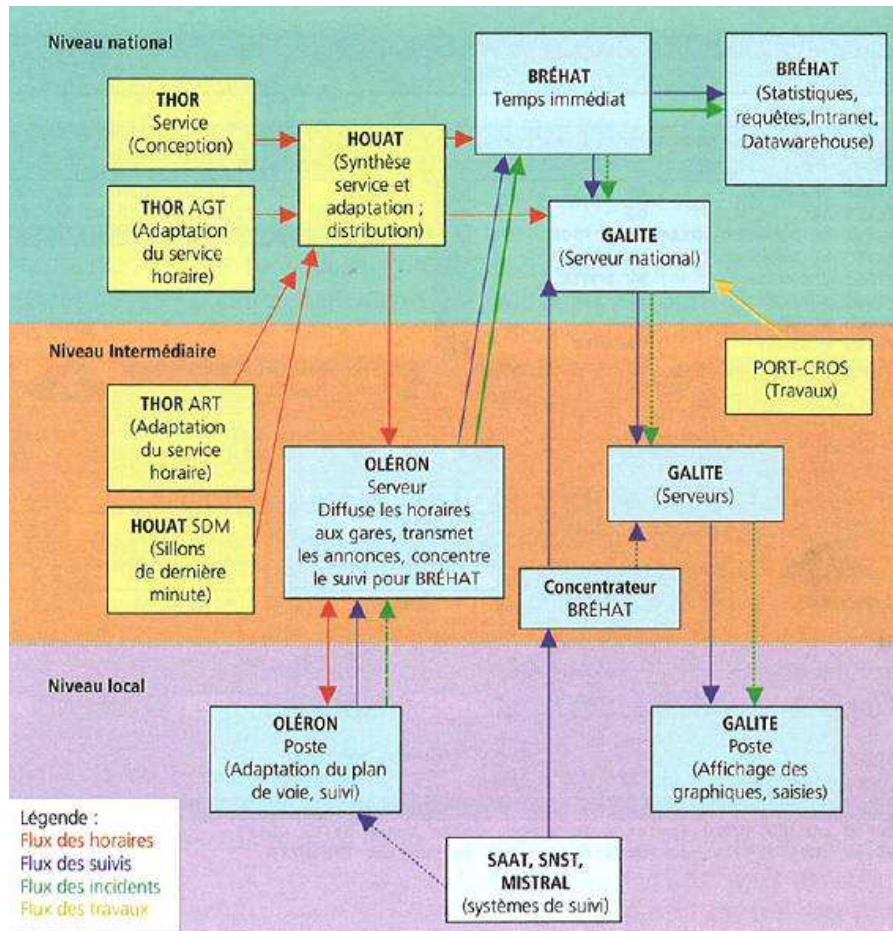 Niveau national
THOR
Service
(Conception)
THOR AGT
(Adaptation
du service
horaire)
HOUAT
(Synthèse
service et
adaptation ;
distribution)
BRÉHAT
Temps immédiat
BRÉHAT
(Statistiques,
requêtes,Intranet,
Datawarehouse)
GALITE
(Serveur national)
Niveau Intermédiaire
THOR ART
(Adaptation
du service
horaire)
HOUAT SDM
(Sillons
de dernière
minute)
OLÉRON
Serveur
Diffuse les horaires
aux gares, transmet
les annonces, concentre
le suivi pour BRÉHAT
PORT-CROS
(Travaux)
GALITE
(Serveurs)
Concentrateur
BRÉHAT
Niveau local
OLÉRON
Poste
(Adaptation du plan
de voie, suivi)
GALITE
Poste
(Affichage des
graphiques, saisies)
SAAT, SNST,
MISTRAL
(systèmes de suivi)
Légende :
Flux des horaires
Flux des suivis
Flux des incidents
Flux des travaux